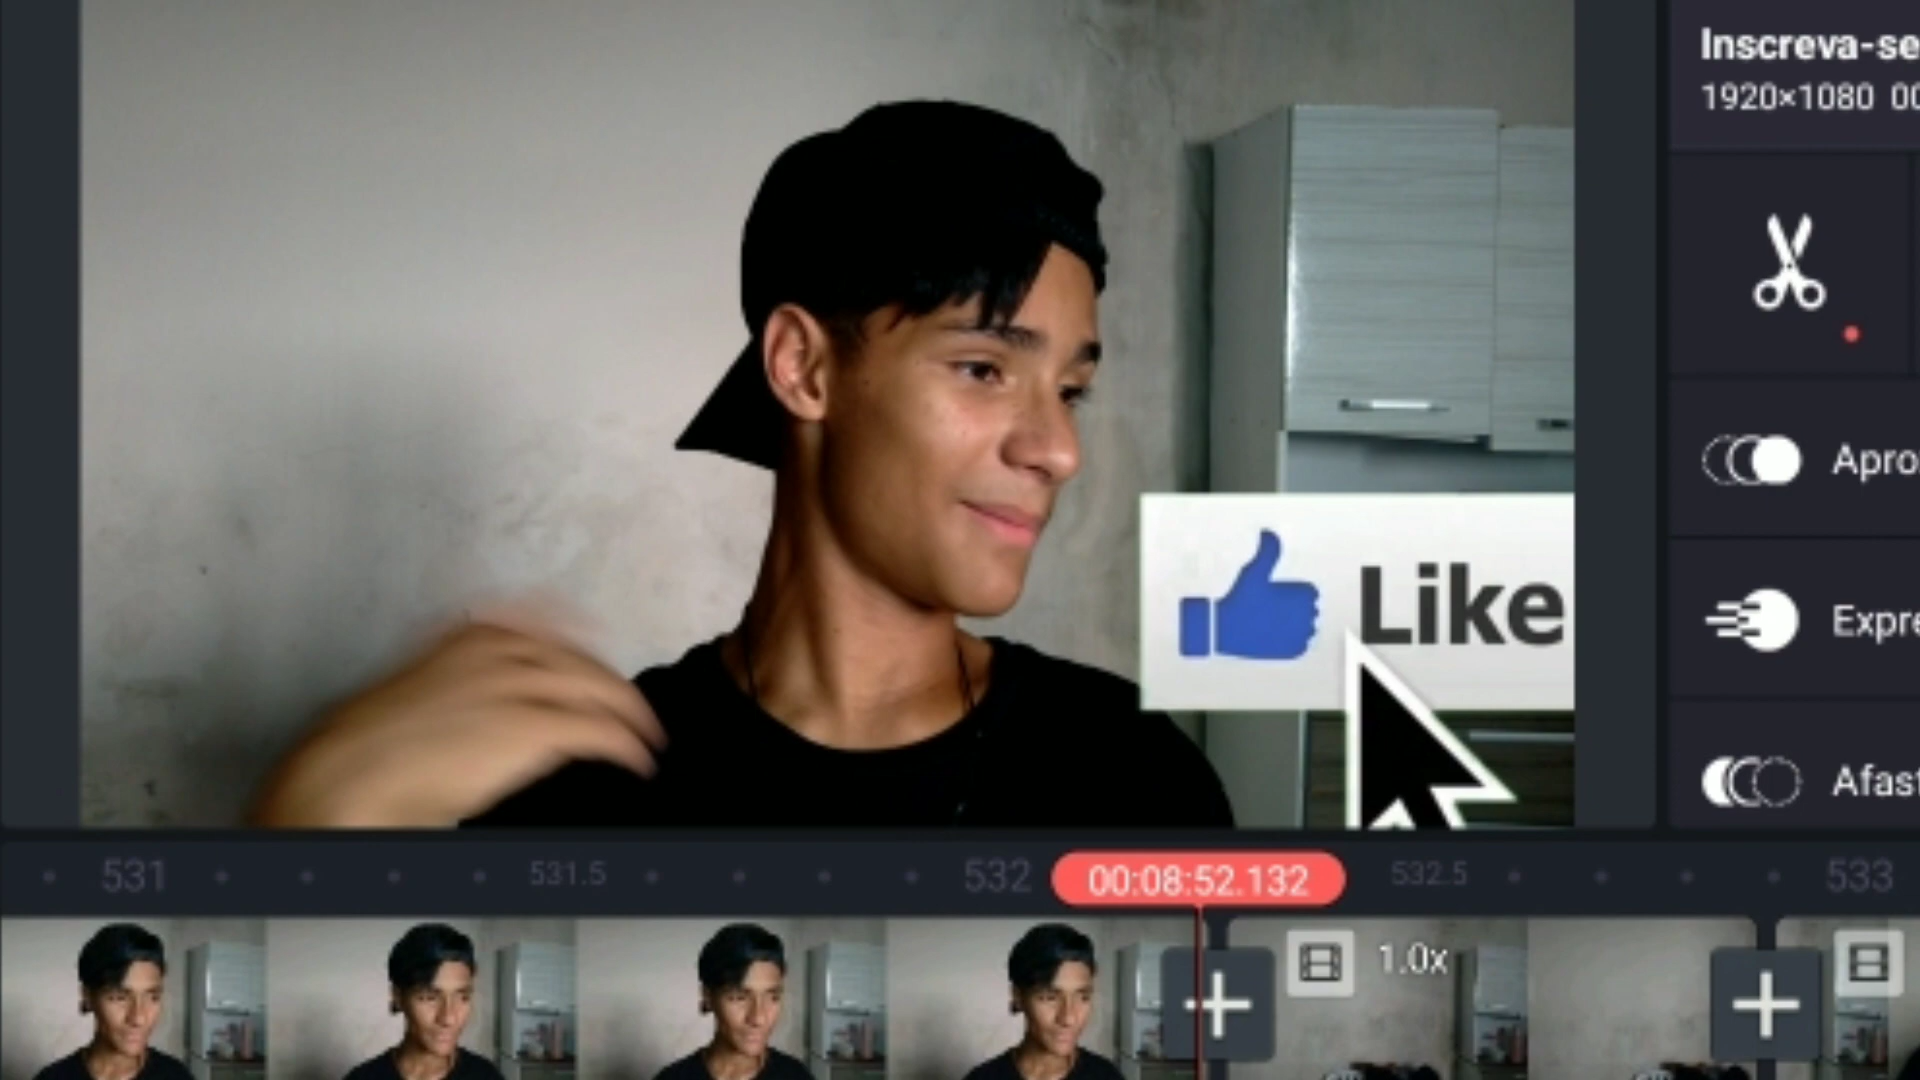 Inscreva-se
1920×1080 00
Apro
Like
Expre
Afast
531
531.5
532
00:08:52.132
532.5
533
1.0x